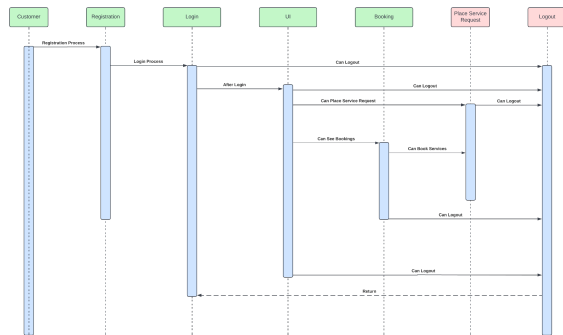 Customer
Registration
Login
UI
Booking
Place Service
Request
Logout
Registration Process
Login Process
Can Logout
After Login
Can Logout
Can Place Service Request
Can Logout
Can See Bookings
Can Book Services
Can Logout
Can Logout
Return